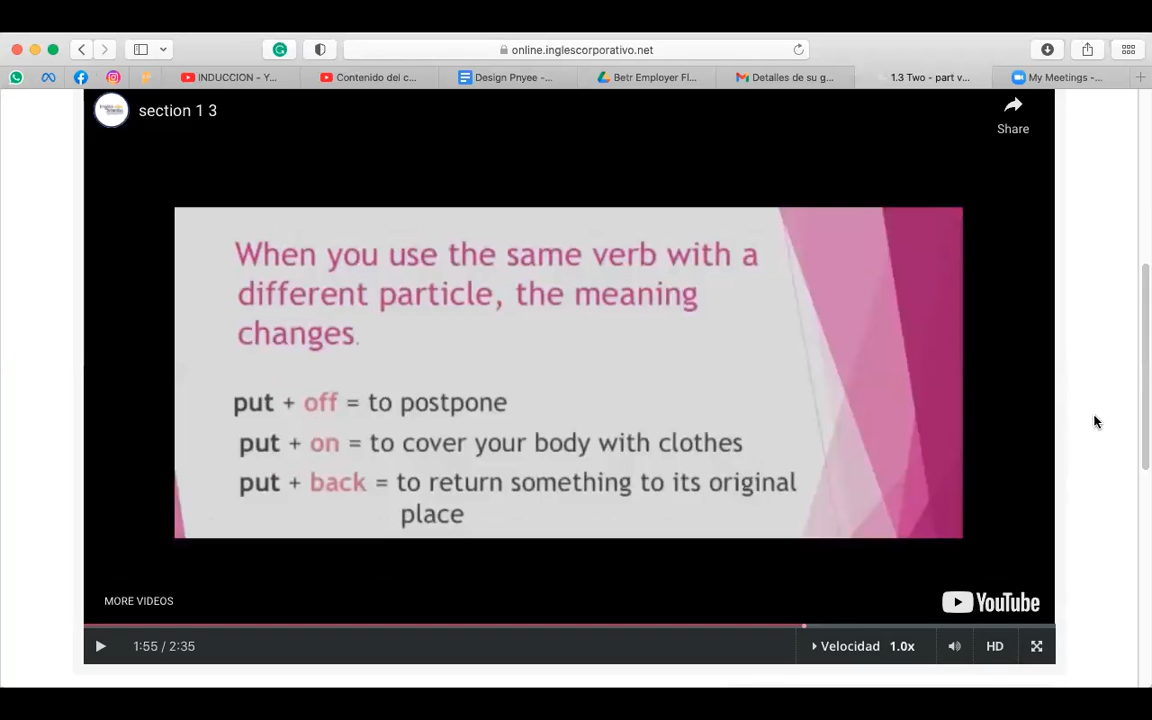 online.inglescorporativo.net
INDUCCION - Y...
Contenido del c...
Design Pnyee -...
Betr Employer Fl...
Detalles de su g...
1.3 Two - part v...
My Meetings -...
section 1 3
Share
When you use the same verb with a
different particle, the meaning
changes.
put + off = to postpone
put + on = to cover your body with clothes
put + back = to return something to its original
place
MORE VIDEOS
YouTube
1:55 / 2:35
Velocidad 1.0x
HD